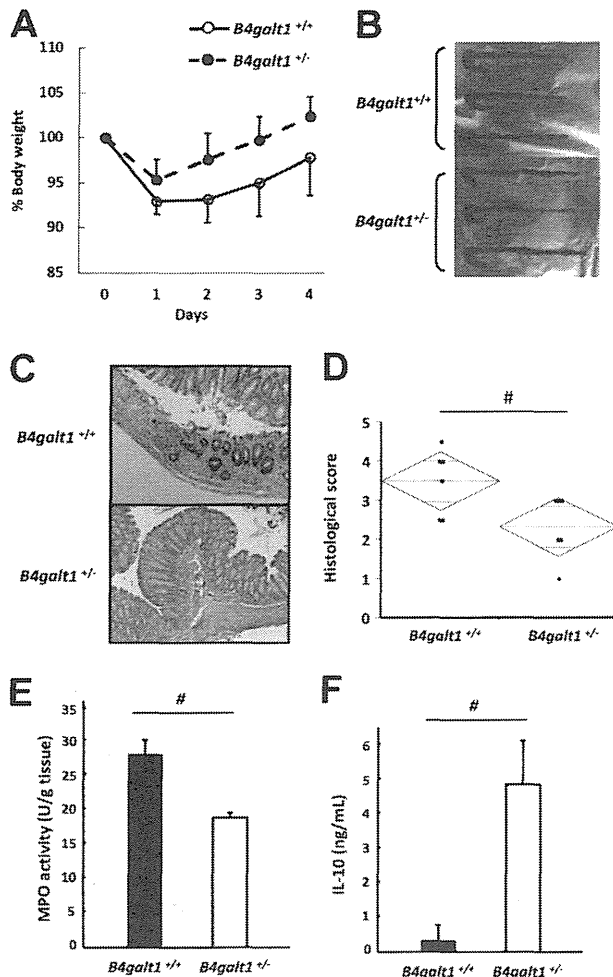 A
B4galt1 +/+
B4galt1 +/-
% Body weight
110
105
100
95
90
85
0 1 2 3 4
Days
B
B4galt1+/+
B4galt1+/-
C
B4galt1 +/+
B4galt1 +/-
D
#
Histological score
5
4
3
2
1
0
B4galt1 +/+ B4galt1 +/-
E
#
MPO activity (U/g tissue)
35
30
25
20
15
10
5
0
B4galt1 +/+ B4galt1 +/-
F
#
IL-10 (ng/mL)
6
5
4
3
2
1
0
B4galt1 +/+ B4galt1 +/-